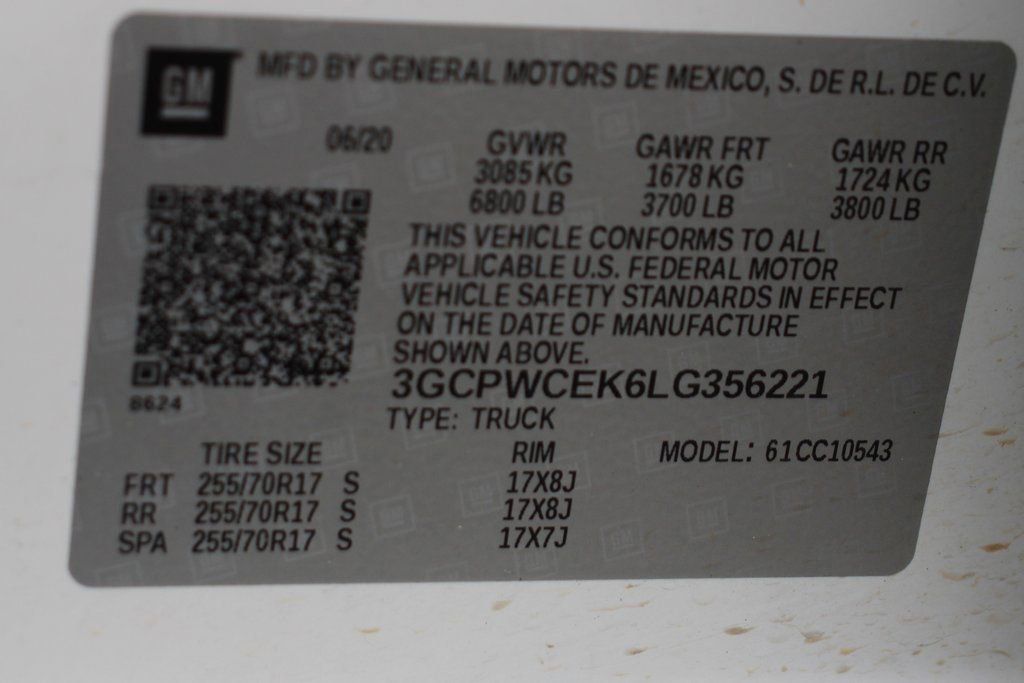 GM
MFD BY GENERAL MOTORS DE MEXICO, S. DE R.L. DE C.V.
06/20 GVWR GAWR FRT GAWR RR
3085 KG 1678 KG 1724 KG
6800 LB 3700 LB 3800 LB
THIS VEHICLE CONFORMS TO ALL
APPLICABLE U.S. FEDERAL MOTOR
VEHICLE SAFETY STANDARDS IN EFFECT
ON THE DATE OF MANUFACTURE
SHOWN ABOVE.
3GCPWCEK6LG356221
8624
TYPE: TRUCK
TIRE SIZE RIM MODEL: 61CC10543
FRT 255/70R17 S 17X8J
RR 255/70R17 S 17X8J
SPA 255/70R17 S 17X7J